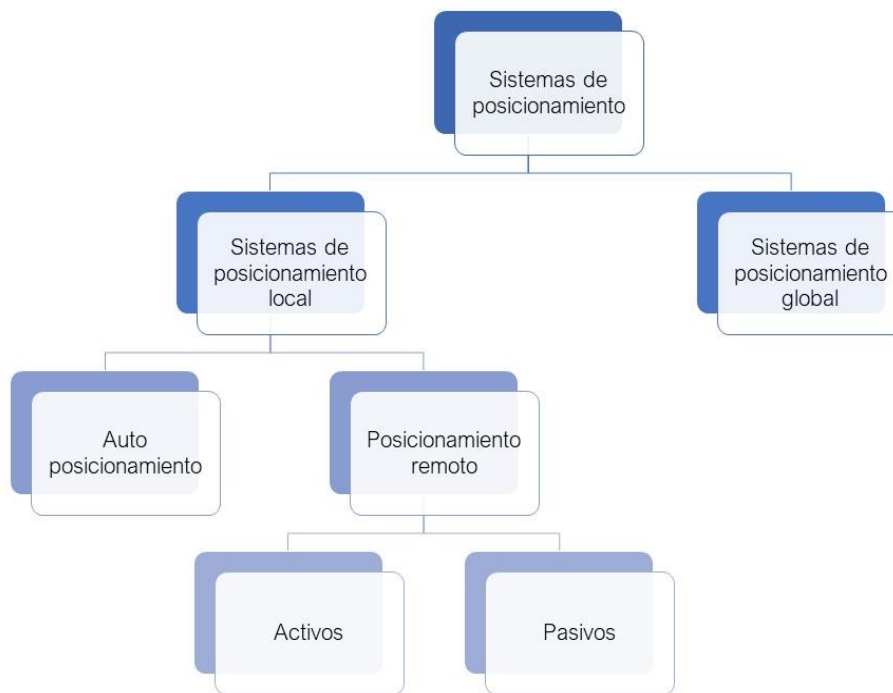 Sistemas de
posicionamiento
Sistemas de
posicionamiento
local
Sistemas de
posicionamiento
global
Auto
posicionamiento
Posicionamiento
remoto
Activos
Pasivos